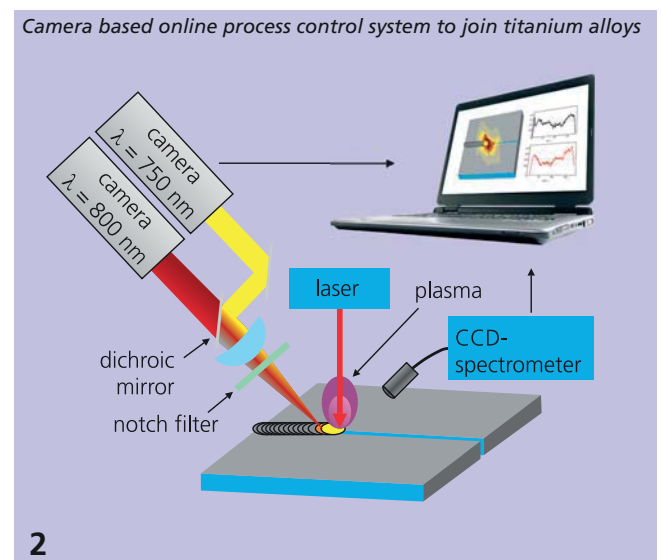 Camera based online process control system to join titanium alloys
camera
λ = 750 nm
camera
λ = 800 nm
laser
plasma
CCD-
spectrometer
dichroic
mirror
notch filter
2